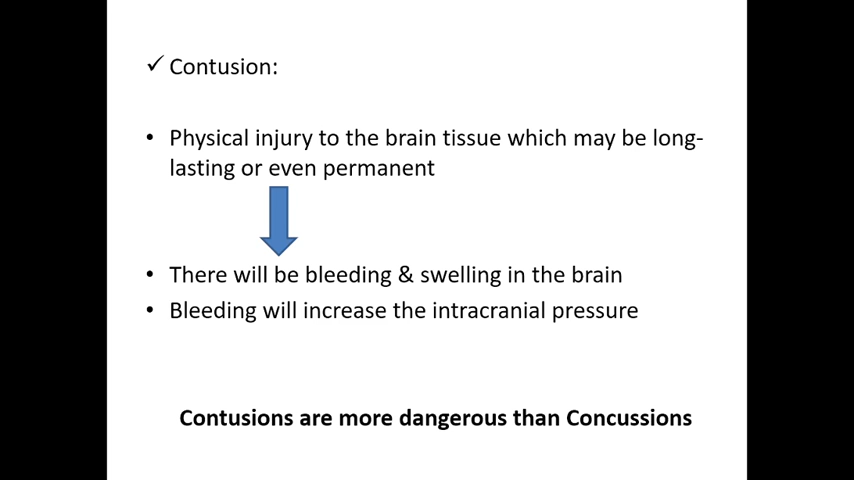 ✓ Contusion:
• Physical injury to the brain tissue which may be long-
lasting or even permanent
• There will be bleeding & swelling in the brain
• Bleeding will increase the intracranial pressure
Contusions are more dangerous than Concussions